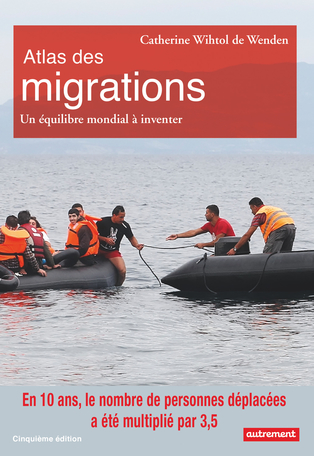 Catherine Wihtol de Wenden
Atlas des
migrations
Un équilibre mondial à inventer
En 10 ans, le nombre de personnes déplacées
a été multiplié par 3,5
Cinquième édition
autrement